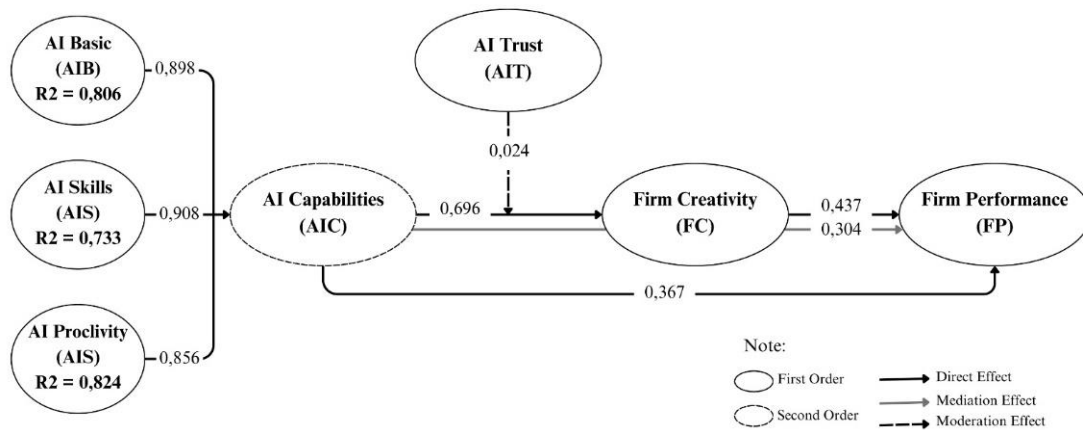 AI Basic
(AIB)
R2 = 0,806
0,898
AI Trust
(AIT)
0,024
AI Skills
(AIS)
R2 = 0,733
0,908
AI Capabilities
(AIC)
0,696
Firm Creativity
(FC)
0,437
0,304
Firm Performance
(FP)
0,367
AI Proclivity
(AIS)
R2 = 0,824
0,856
Note:
First Order
Direct Effect
Mediation Effect
Second Order
Moderation Effect